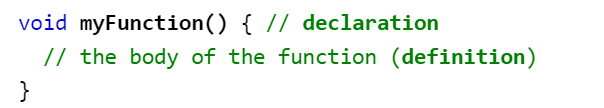 void myFunction() { // declaration
  // the body of the function (definition)
}